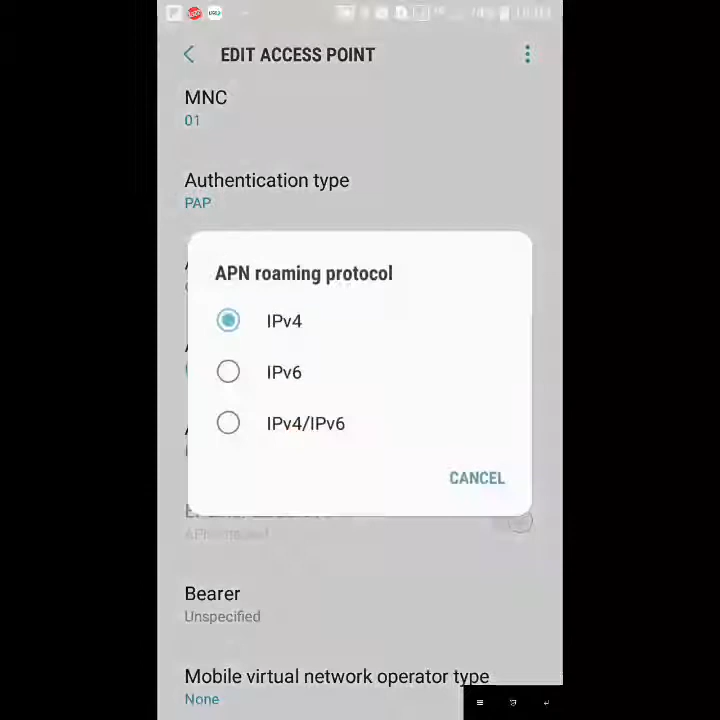 EDIT ACCESS POINT
MNC
01
Authentication type
PAP
APN roaming protocol
IPv4
IPv6
IPv4/IPv6
CANCEL
Bearer
Unspecified
Mobile virtual network operator type
None